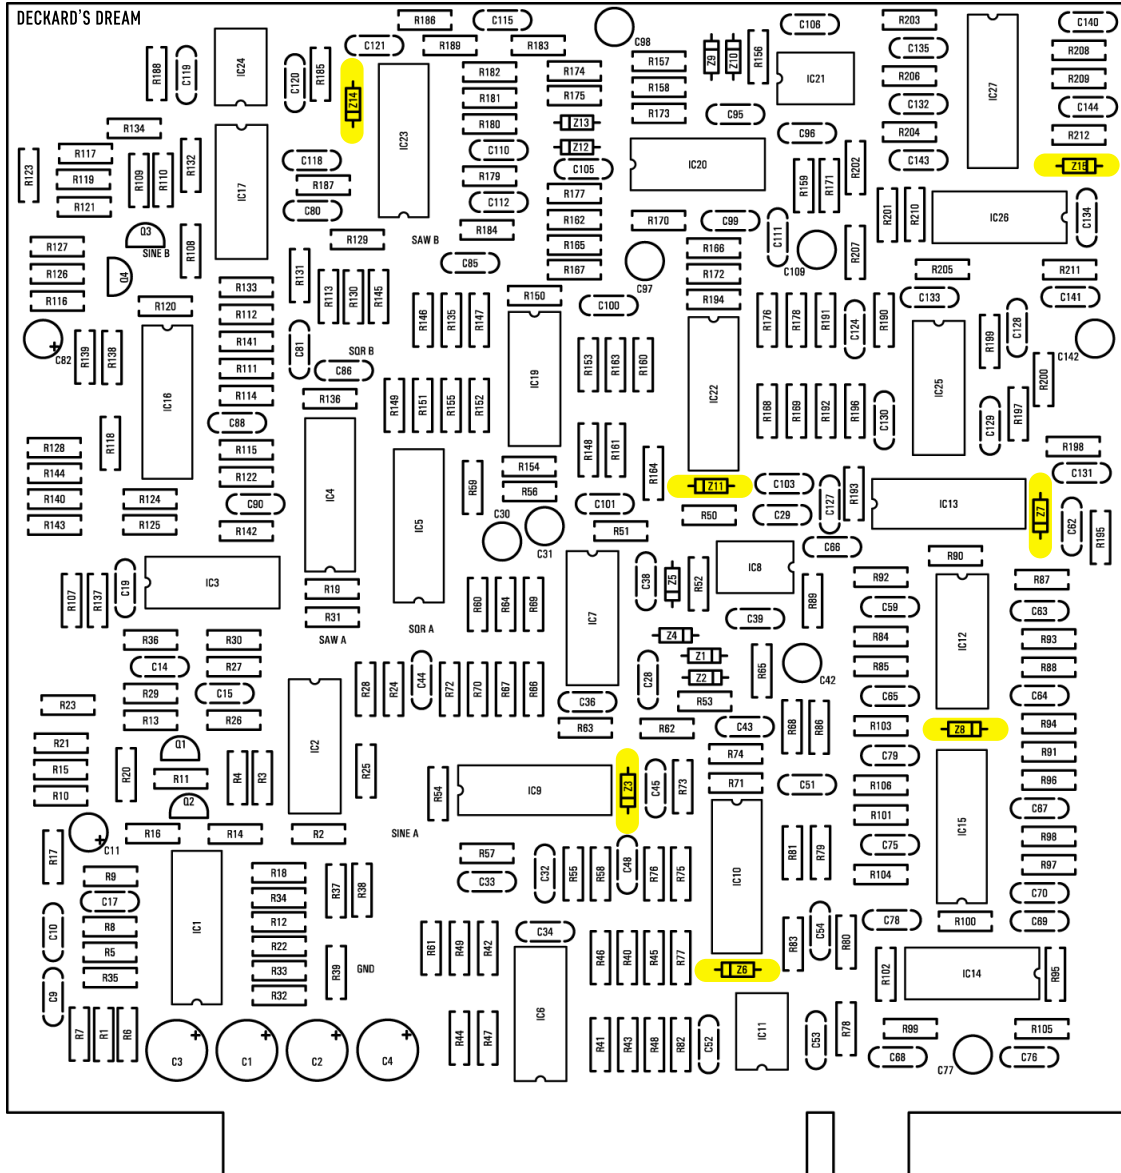 DECKARD'S DREAM
R186 C115 C98 C106 R203 C140
C121 R189 R183 R156 C135 R208
R188 C119 IC24 C120 R185 Z14 IC23 R182 R174 R157 Z9 Z10 IC21 R206 IC27 R209
R181 R175 R158 C132 C144
R134 R180 Z13 R173 C95 R204 R212
R123 R117 R109 R110 R132 IC17 C118 C110 Z12 IC20 C96 C143 Z15
R119 R187 R179 C105 R159 R171 R202
R121 C80 C112 R177 R201 R210 IC26 C134
Q3 R108 R129 SAW B R184 R162 R170 C99 C111
SINE B
R127 R131 R165 R166 C109 R207
R126 Q4 C85 R167 C97 R172 R205 R211
R116 R120 R133 R113 R130 R145 R150 C100 R194 C133 C141
R112 R146 R135 R147 R176 R178 R191 C124 R190 R199 C128
C82 R139 R138 R141 C81 SQR B IC19 R153 R163 R160 IC22 IC25 C142
IC16 R111 C86 R200
R114 R136 R149 R151 R155 R152 R168 R169 R192 R196 C130 C129 R197
R118 C88
R128 R115 R148 R161 R198
R144 R122 IC4 IC5 R59 R154 R164 Z11 C103 C127 R193 IC13 Z7 C131
R140 R124 C90 R56 C101 R50 C29 C62 R195
R143 R125 R142 C30 C31 R51 C66
R107 R137 C19 IC3 R19 IC7 C38 Z5 R52 IC8 R89 R92 R90 R87
R31 R60 R64 R69 C39 C59 IC12 C63
R36 R30 SAW A SQR A Z4 R84 R93
C14 R27 Z1 R65 C42 R85 R88
R23 R29 C15 R28 R24 C44 R72 R70 R67 R66 C36 C28 Z2 C65 C64
R13 R26 R53
R21 Q1 IC2 R63 R62 C43 R68 R86 R103 Z8 R94
R15 R20 R11 R4 R3 R25 R74 C79 R91
R10 Q2 R54 IC9 Z3 C45 R73 R71 C51 R106 R96
C11 R16 R14 R2 SINE A R101 IC15 C67
R17 R57 C32 R55 R58 C48 R76 R75 IC10 R81 R79 C75 R98
R9 IC1 R18 R37 R38 C33 R104 R97
C17 R34 C70
C10 R8 R12 R61 R49 R42 C34 R46 R40 R45 R77 R83 C54 R80 C78 R100 C69
R5 R22
C9 R35 R33 R39 GND Z6 R102 IC14 R95
R32
R7 R1 R6 C3 C1 C2 C4 R44 R47 IC6 R41 R43 R48 R82 C52 IC11 C53 R78 R99 R105
C68 C77 C76